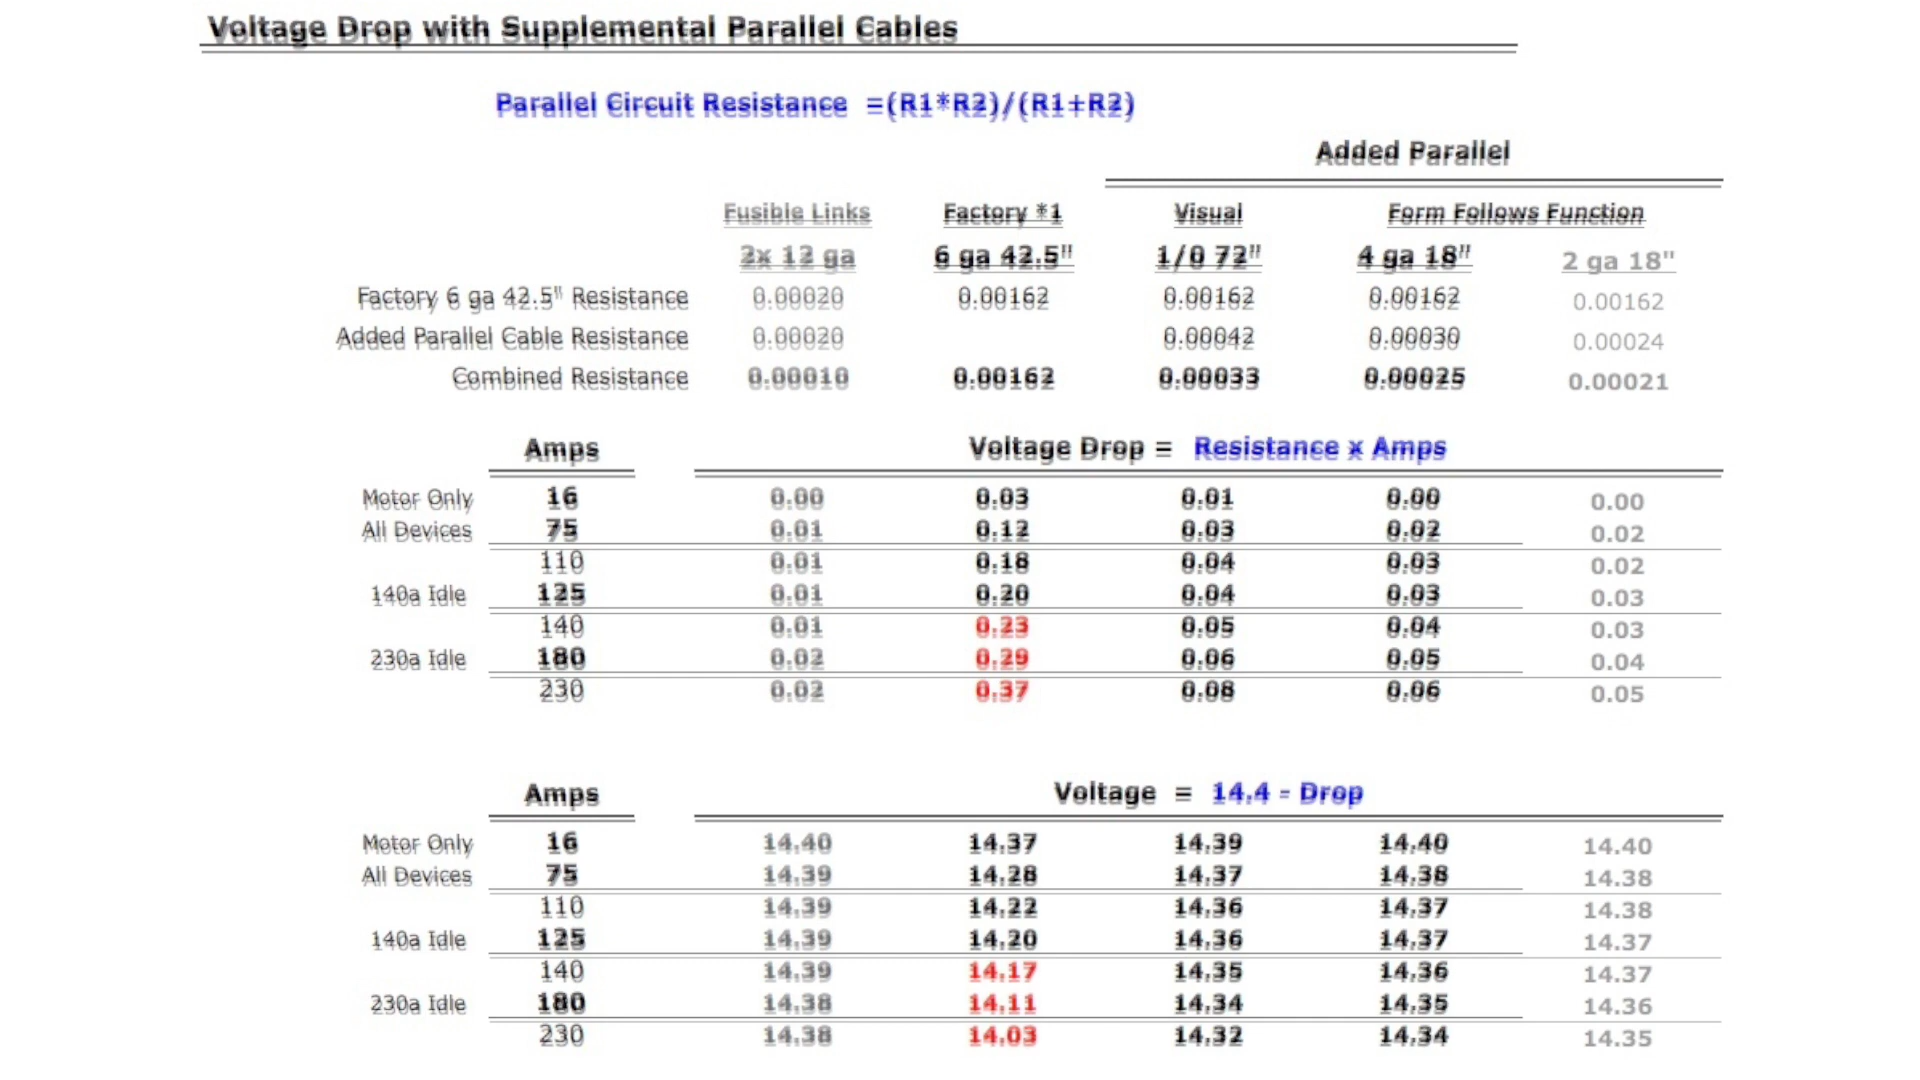 Voltage Drop with Supplemental Parallel Cables
Parallel Circuit Resistance =(R1*R2)/(R1+R2)
Added Parallel
Fusible Links Factory *1 Visual Form Follows Function
2x 12 ga 6 ga 42.5" 1/0 72" 4 ga 18" 2 ga 18"
Factory 6 ga 42.5" Resistance 0.00020 0.00162 0.00162 0.00162 0.00162
Added Parallel Cable Resistance 0.00020 0.00042 0.00030 0.00024
Combined Resistance 0.00010 0.00162 0.00033 0.00025 0.00021
Amps Voltage Drop = Resistance x Amps
Motor Only 16 0.00 0.03 0.01 0.00 0.00
All Devices 75 0.01 0.12 0.03 0.02 0.02
110 0.01 0.18 0.04 0.03 0.02
140a Idle 125 0.01 0.20 0.04 0.03 0.03
140 0.01 0.23 0.05 0.04 0.03
230a Idle 180 0.02 0.29 0.06 0.05 0.04
230 0.02 0.37 0.08 0.06 0.05
Amps Voltage = 14.4 - Drop
Motor Only 16 14.40 14.37 14.39 14.40 14.40
All Devices 75 14.39 14.28 14.37 14.38 14.38
110 14.39 14.22 14.36 14.37 14.38
140a Idle 125 14.39 14.20 14.36 14.37 14.37
140 14.39 14.17 14.35 14.36 14.37
230a Idle 180 14.38 14.11 14.34 14.35 14.36
230 14.38 14.03 14.32 14.34 14.35